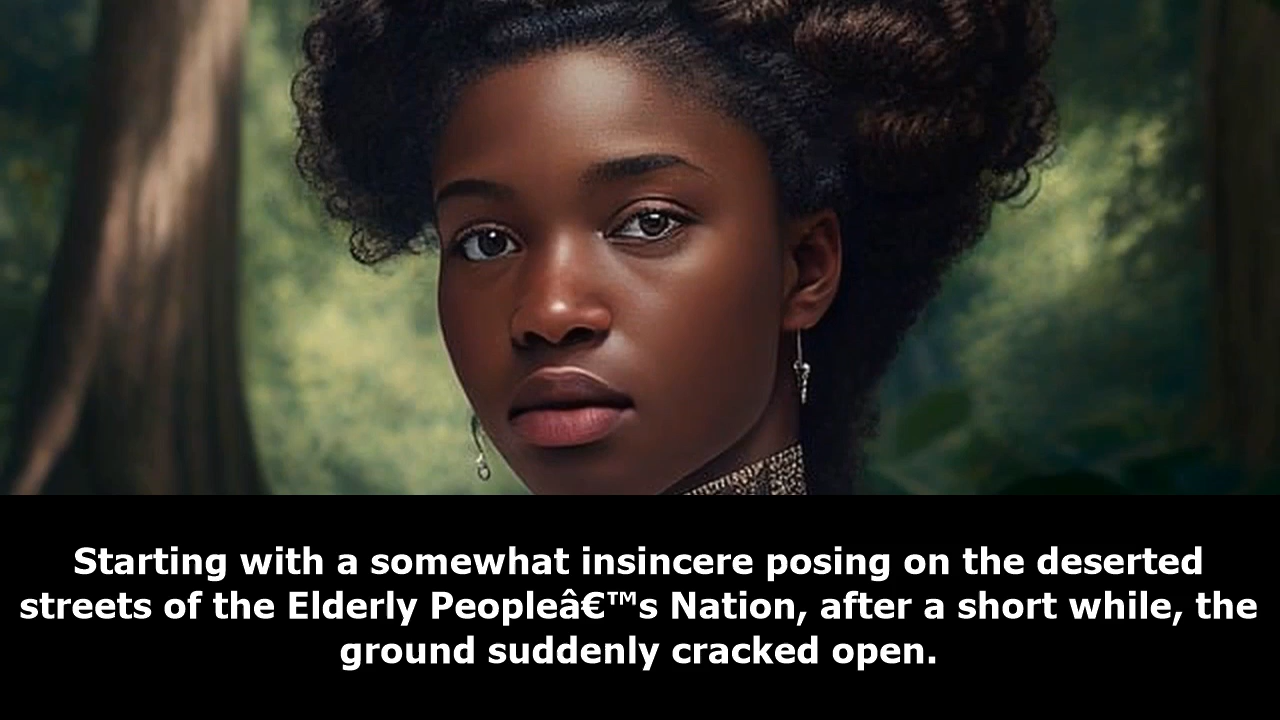 Starting with a somewhat insincere posing on the deserted
streets of the Elderly Peopleâ€™s Nation, after a short while, the
ground suddenly cracked open.